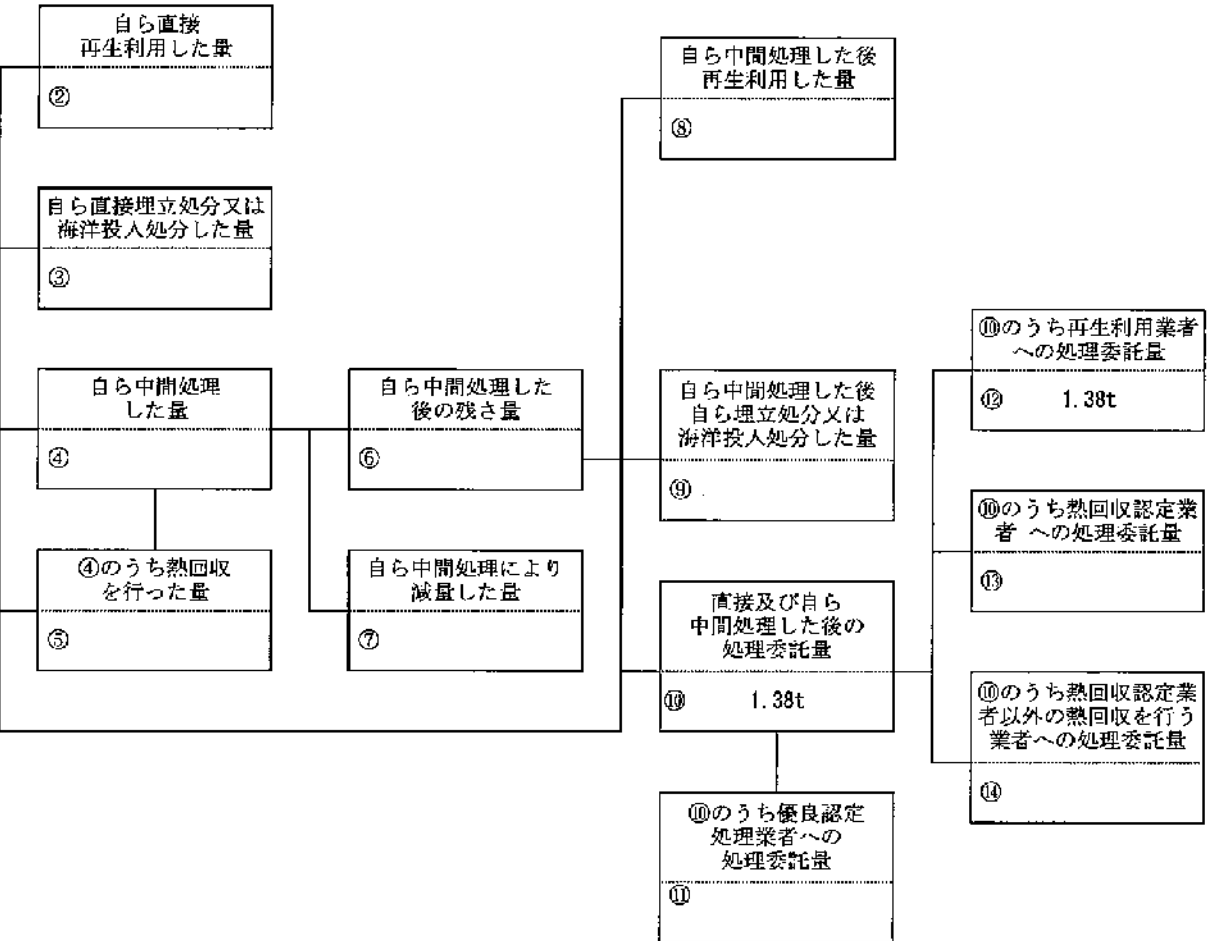 自ら直接
再生利用した量
②
自ら直接埋立処分又は
海洋投入処分した量
③
自ら中間処理
した量
④
④のうち熱回収
を行った量
⑤
自ら中間処理した
後の残さ量
⑥
自ら中間処理により
減量した量
⑦
自ら中間処理した後
再生利用した量
⑧
自ら中間処理した後
自ら埋立処分又は
海洋投入処分した量
⑨
直接及び自ら
中間処理した後の
処理委託量
⑩ 1.38t
⑩のうち優良認定
処理業者への
処理委託量
⑪
⑩のうち再生利用業者
への処理委託量
⑫ 1.38t
⑩のうち熱回収認定業
者 への処理委託量
⑬
⑩のうち熱回収認定業
者以外の熱回収を行う
業者への処理委託量
⑭